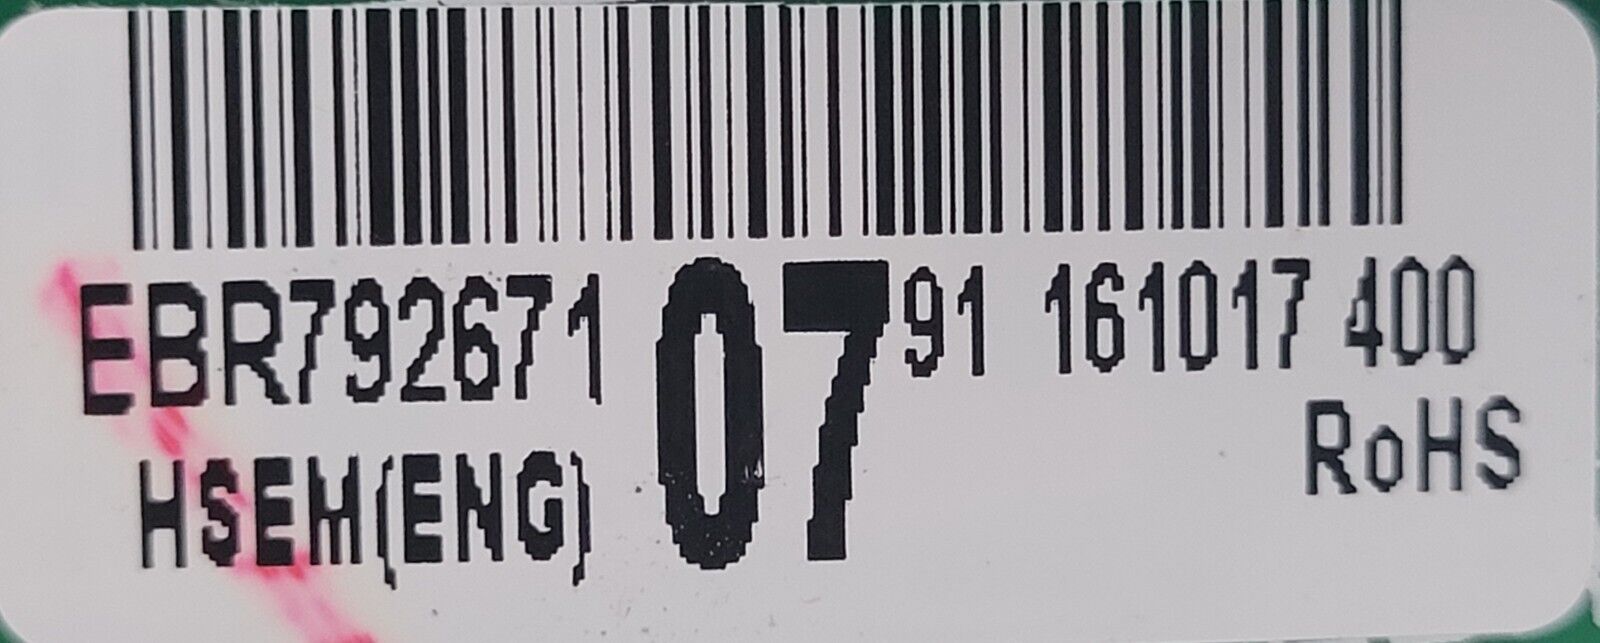 EBR792671 07 91 161017 400
RoHS
HSEM(ENG)